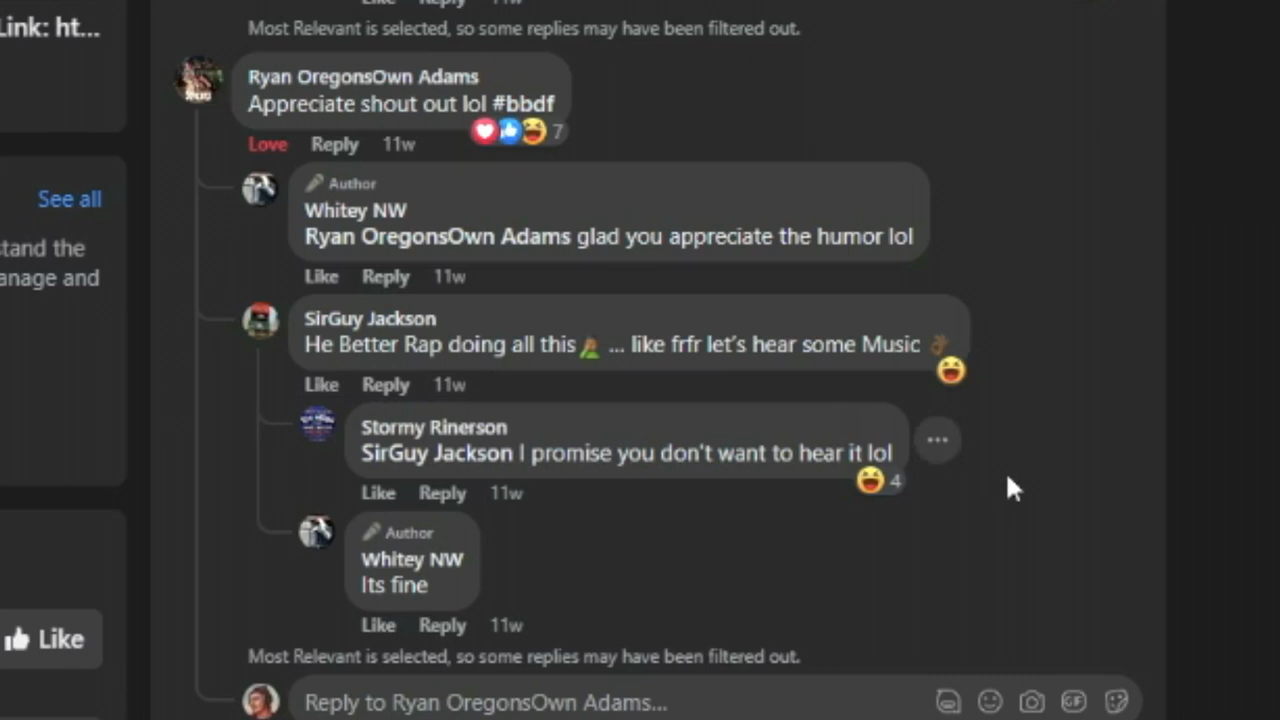 Like Reply 11w
Link: ht...
Most Relevant is selected, so some replies may have been filtered out.
Ryan OregonsOwn Adams
Appreciate shout out lol #bbdf
7
Love Reply 11w
See all
stand the
anage and
Author
Whitey NW
Ryan OregonsOwn Adams glad you appreciate the humor lol
Like Reply 11w
SirGuy Jackson
He Better Rap doing all this ... like frfr let's hear some Music
Like Reply 11w
Stormy Rinerson
SirGuy Jackson I promise you don't want to hear it lol
4
Like Reply 11w
Author
Whitey NW
Its fine
Like Reply 11w
Like
Most Relevant is selected, so some replies may have been filtered out.
Reply to Ryan OregonsOwn Adams...
GIF